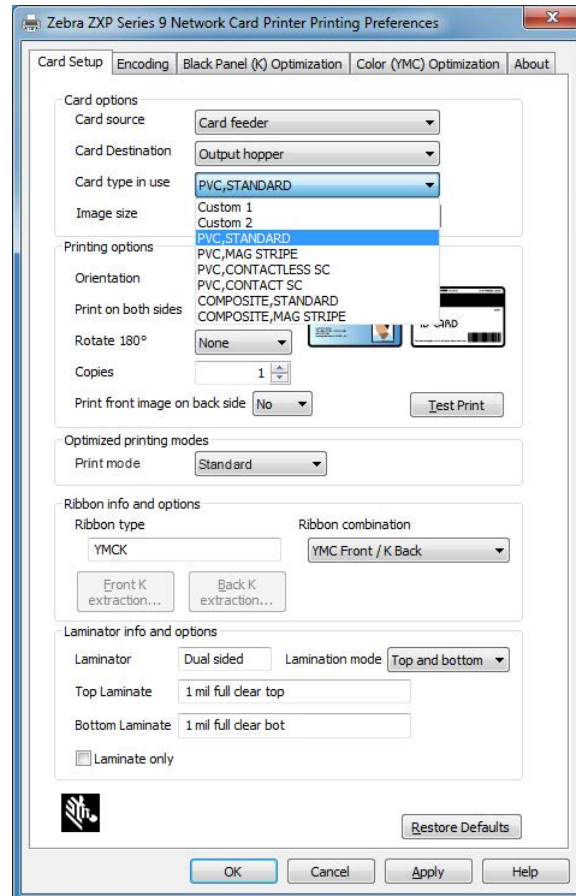 Zebra ZXP Series 9 Network Card Printer Printing Preferences
Card Setup Encoding Black Panel (K) Optimization Color (YMC) Optimization About
Card options
Card source Card feeder
Card Destination Output hopper
Card type in use PVC,STANDARD
Image size Custom 1
Custom 2
PVC,STANDARD
Printing options PVC,MAG STRIPE
PVC,CONTACTLESS SC
Orientation PVC,CONTACT SC
Print on both sides COMPOSITE,STANDARD
COMPOSITE,MAG STRIPE
ID CARD
Rotate 180° None
Copies 1
Print front image on back side No Test Print
Optimized printing modes
Print mode Standard
Ribbon info and options
Ribbon type Ribbon combination
YMCK YMC Front / K Back
Front K extraction... Back K extraction...
Laminator info and options
Laminator Dual sided Lamination mode Top and bottom
Top Laminate 1 mil full clear top
Bottom Laminate 1 mil full clear bot
Laminate only
Restore Defaults
OK Cancel Apply Help